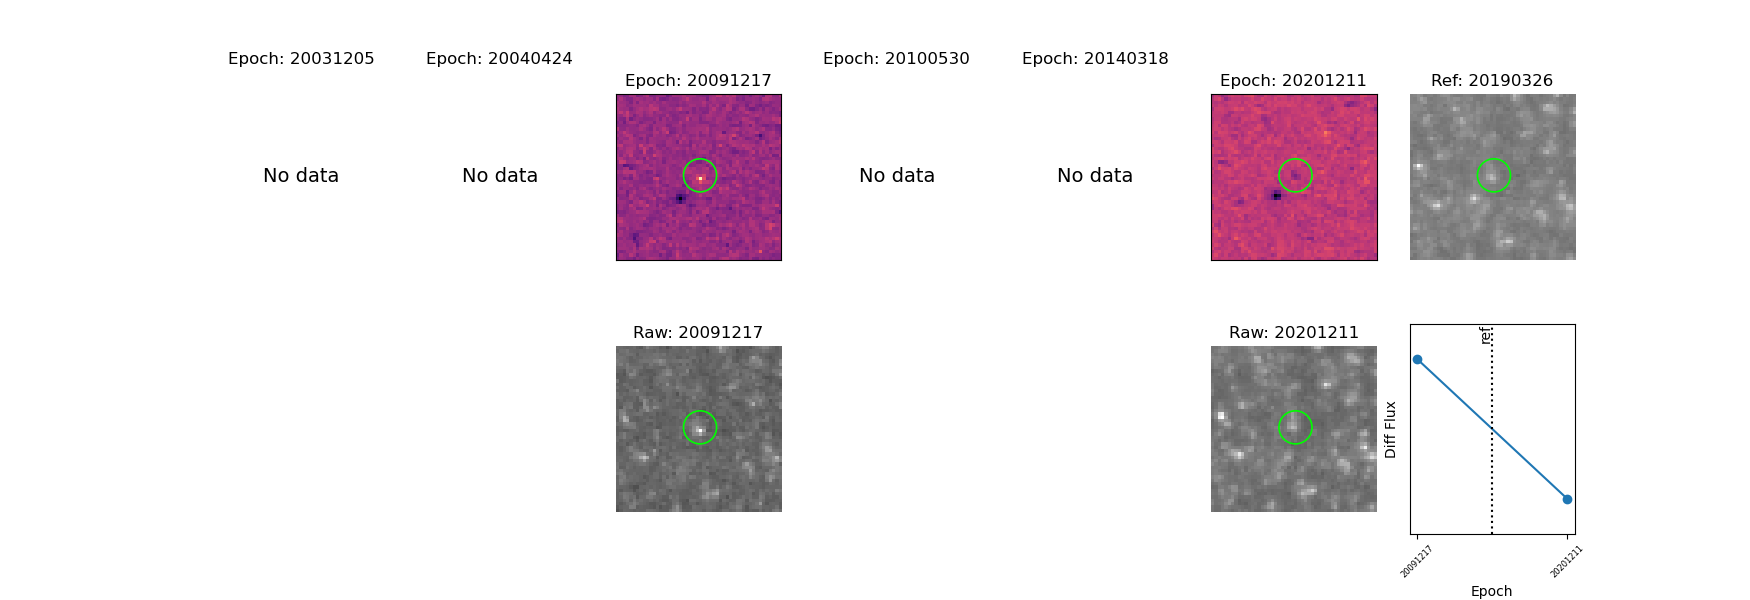 Epoch: 20031205
Epoch: 20040424
Epoch: 20091217
Epoch: 20100530
Epoch: 20140318
Epoch: 20201211
Ref: 20190326
No data
No data
No data
No data
Raw: 20091217
Raw: 20201211
ref
Diff Flux
20091217
20201211
Epoch